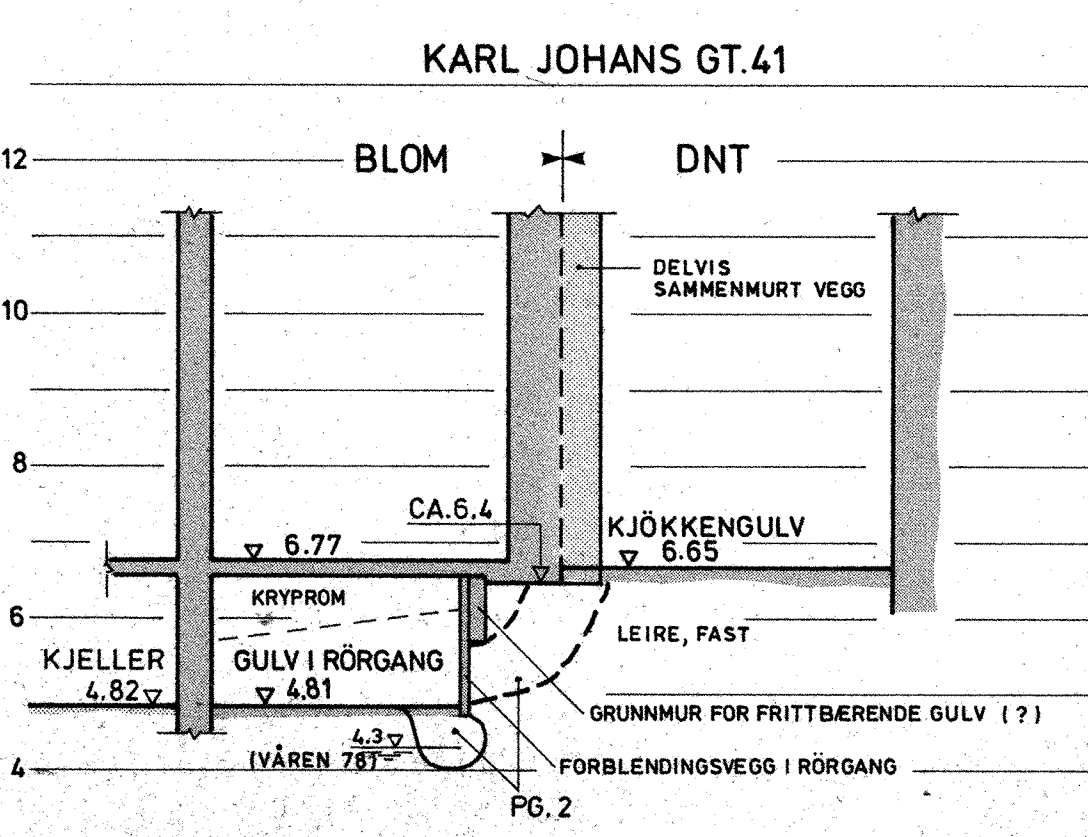 KARL JOHANS GT.41
12
BLOM
DNT
DELVIS
SAMMENMURT VEGG
10
8
CA.6.4
KJÖKKENGULV
6.77
6.65
KRYPROM
6
LEIRE, FAST
KJELLER
GULV I RÖRGANG
4.82
4.81
GRUNNMUR FOR FRITTBÆRENDE GULV (?)
4.3
(VÅREN 78)
4
FORBLENDINGSVEGG I RÖRGANG
PG. 2